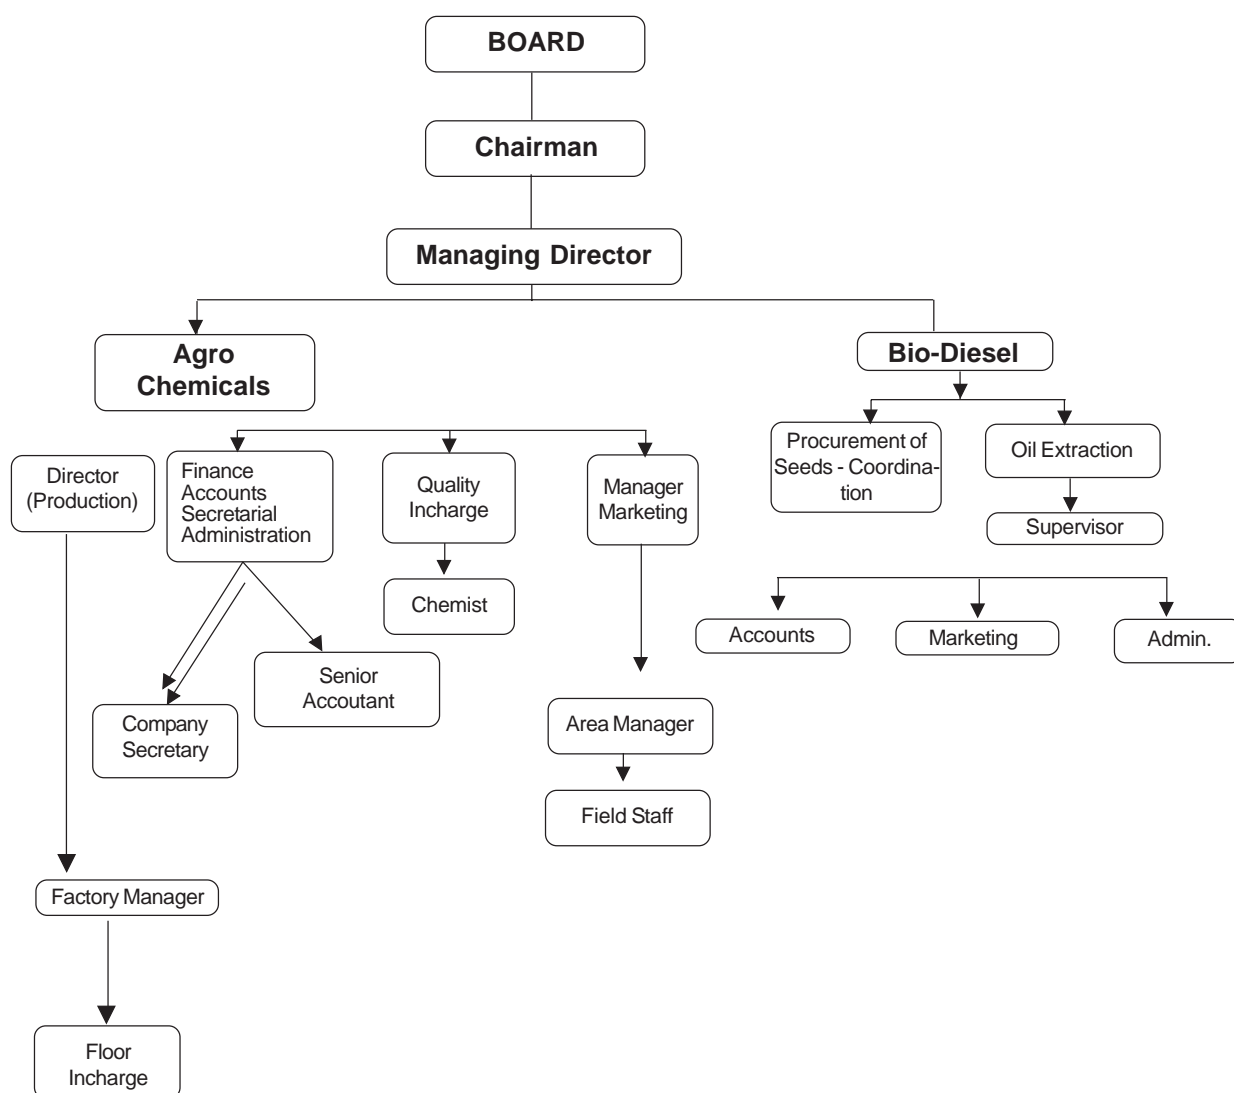 BOARD
Chairman
Managing Director
Agro
Chemicals
Bio-Diesel
Director
(Production)
Finance
Accounts
Secretarial
Administration
Quality
Incharge
Manager
Marketing
Procurement of
Seeds - Coordina-
tion
Oil Extraction
Supervisor
Chemist
Accounts
Marketing
Admin.
Senior
Accoutant
Company
Secretary
Area Manager
Field Staff
Factory Manager
Floor
Incharge